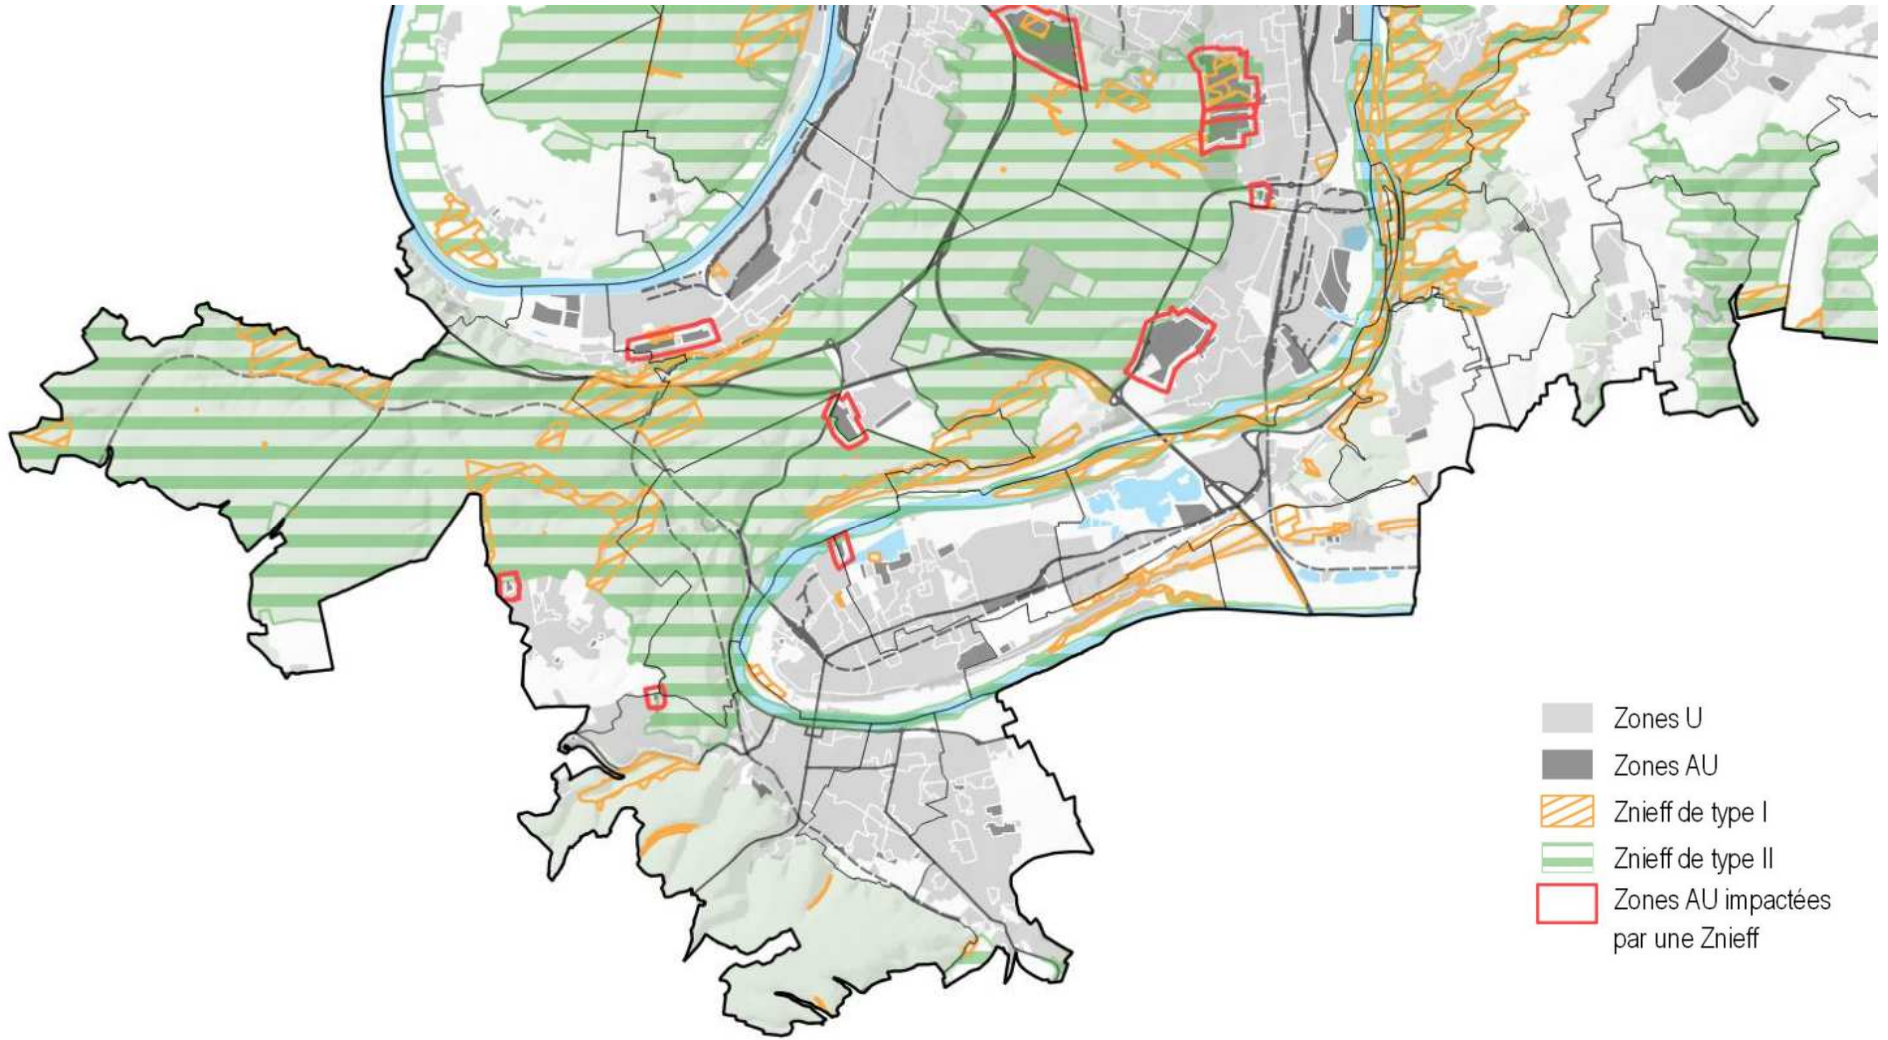 Zones U
Zones AU
Znieff de type I
Znieff de type II
Zones AU impactées
par une Znieff